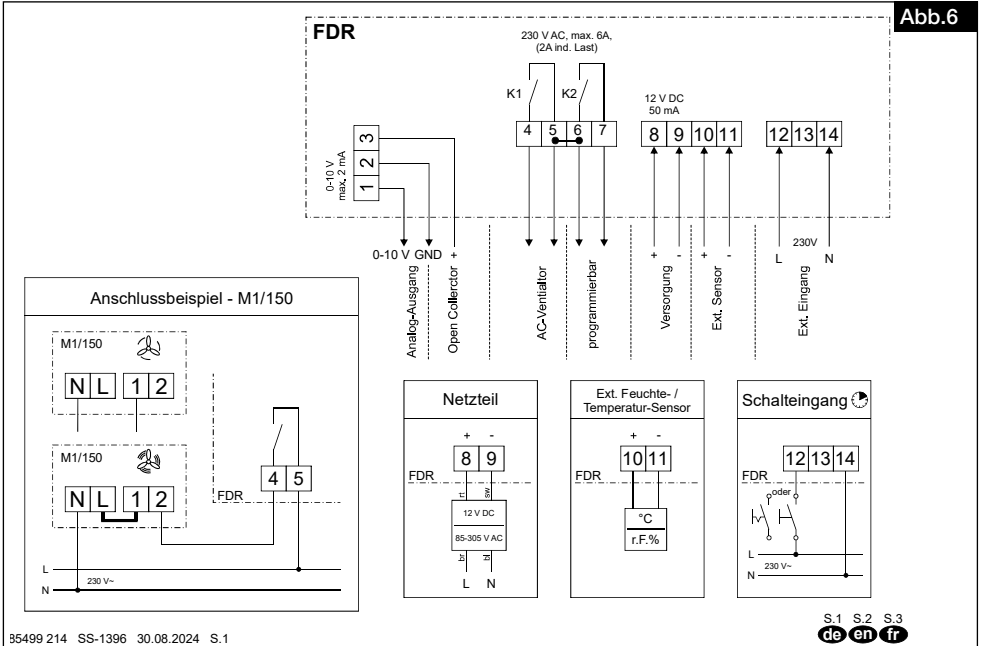 Abb.6
FDR
230 V AC, max. 6A,
(2A ind. Last)
K1
K2
12 V DC
50 mA
4 5 6 7
8 9 10 11
12 13 14
3
2
1
0-10 V
max. 2 mA
0-10 V GND +
+ - + -
L 230V N
Analog-Ausgang
Open Collerctor
AC-Ventialtor
programmierbar
Versorgung
Ext. Sensor
Ext. Eingang
Anschlussbeispiel - M1/150
M1/150
N L 1 2
M1/150
N L 1 2
4 5
FDR
L
N 230 V~
Netzteil
+ -
8 9
FDR
rt sw
12 V DC
85-305 V AC
br bl
L N
Ext. Feuchte- /
Temperatur-Sensor
+ -
10 11
FDR
°C
r.F.%
Schalteingang
12 13 14
FDR
oder
L
230 V~
N
85499 214 SS-1396 30.08.2024 S.1
S.1 S.2 S.3
de en fr